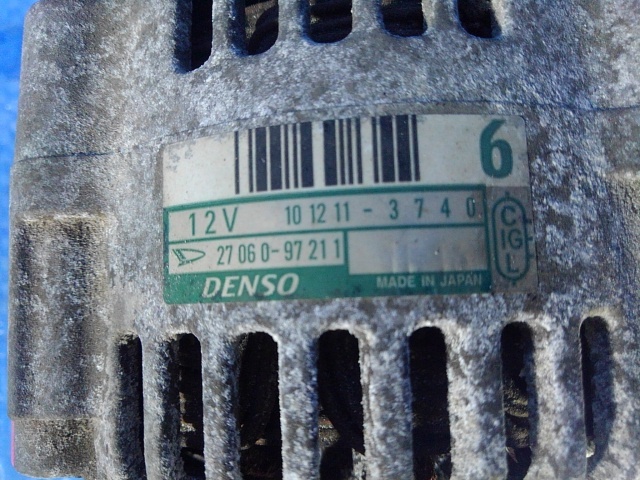 6
12V 101211-3740
27060-97211
DENSO MADE IN JAPAN
C
IG
L